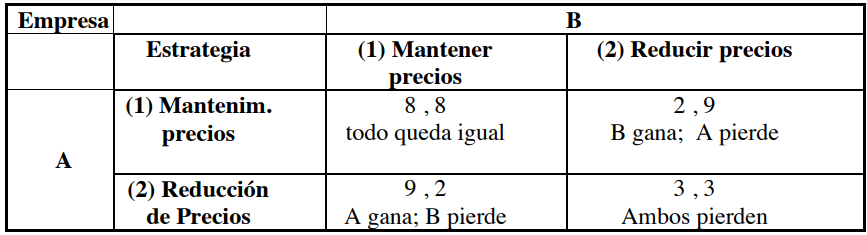 Empresa B
Estrategia (1) Mantener (2) Reducir precios
precios
(1) Mantenim. 8 , 8 2 , 9
precios todo queda igual B gana; A pierde
A
(2) Reducción 9 , 2 3 , 3
de Precios A gana; B pierde Ambos pierden